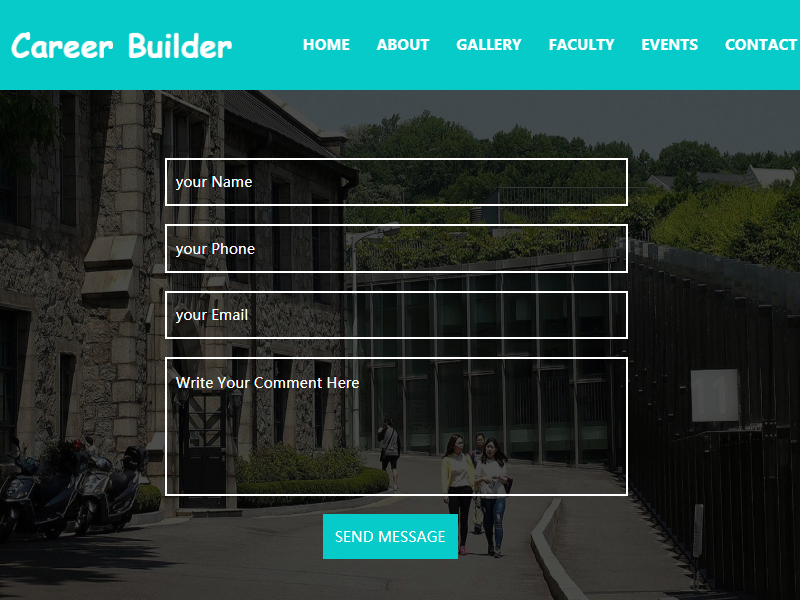 Career Builder
HOME ABOUT GALLERY FACULTY EVENTS CONTACT
your Name
your Phone
your Email
Write Your Comment Here
SEND MESSAGE